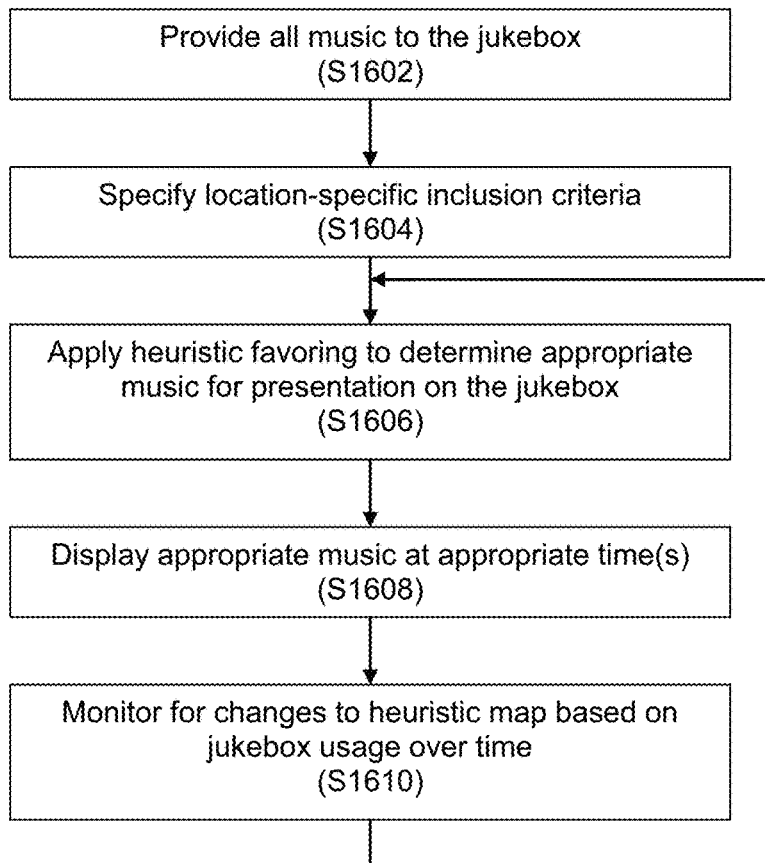 Provide all music to the jukebox
(S1602)
Specify location-specific inclusion criteria
(S1604)
Apply heuristic favoring to determine appropriate
music for presentation on the jukebox
(S1606)
Display appropriate music at appropriate time(s)
(S1608)
Monitor for changes to heuristic map based on
jukebox usage over time
(S1610)